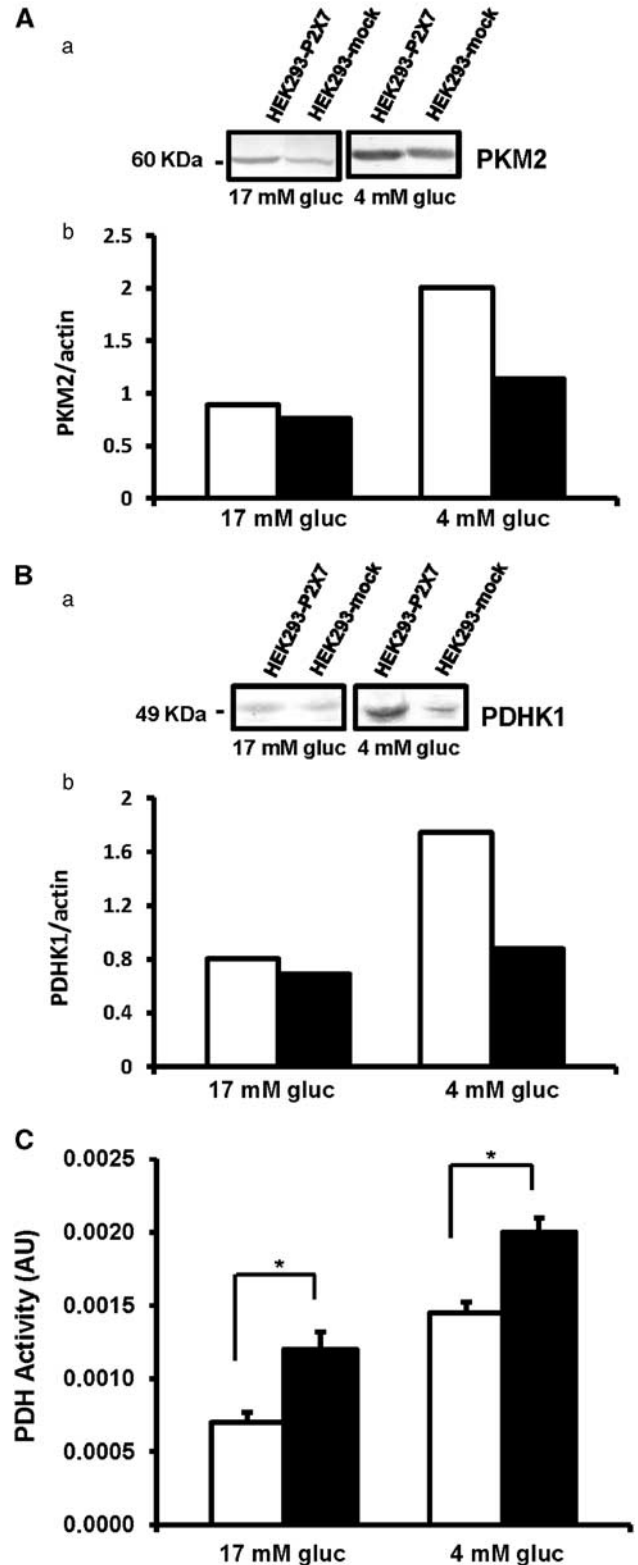 A
a
HEK293-P2X7 HEK293-mock HEK293-P2X7 HEK293-mock
60 KDa - PKM2
17 mM gluc 4 mM gluc
b
PKM2/actin
2.5
2
1.5
1
0.5
0
17 mM gluc 4 mM gluc
B
a
HEK293-P2X7 HEK293-mock HEK293-P2X7 HEK293-mock
49 KDa - PDHK1
17 mM gluc 4 mM gluc
b
PDHK1/actin
2
1.6
1.2
0.8
0.4
0
17 mM gluc 4 mM gluc
C
PDH Activity (AU)
0.0025
0.0020
0.0015
0.0010
0.0005
0.0000
* *
17 mM gluc 4 mM gluc